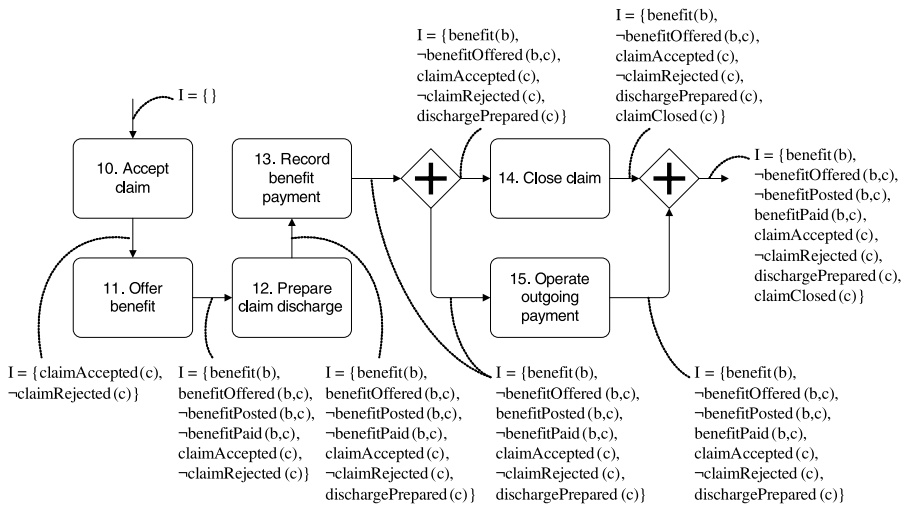 I = {benefit(b),
¬benefitOffered(b,c),
claimAccepted(c),
¬claimRejected(c),
dischargePrepared(c)}
I = {benefit(b),
¬benefitOffered(b,c),
claimAccepted(c),
¬claimRejected(c),
dischargePrepared(c),
claimClosed(c)}
I = {}
10. Accept
claim
13. Record
benefit
payment
14. Close claim
I = {benefit(b),
¬benefitOffered(b,c),
¬benefitPosted(b,c),
benefitPaid(b,c),
claimAccepted(c),
¬claimRejected(c),
dischargePrepared(c),
claimClosed(c)}
11. Offer
benefit
12. Prepare
claim discharge
15. Operate
outgoing
payment
I = {claimAccepted(c),
¬claimRejected(c)}
I = {benefit(b),
benefitOffered(b,c),
¬benefitPosted(b,c),
¬benefitPaid(b,c),
claimAccepted(c),
¬claimRejected(c)}
I = {benefit(b),
benefitOffered(b,c),
¬benefitPosted(b,c),
¬benefitPaid(b,c),
claimAccepted(c),
¬claimRejected(c),
dischargePrepared(c)}
I = {benefit(b),
¬benefitOffered(b,c),
benefitPosted(b,c),
¬benefitPaid(b,c),
claimAccepted(c),
¬claimRejected(c),
dischargePrepared(c)}
I = {benefit(b),
¬benefitOffered(b,c),
¬benefitPosted(b,c),
benefitPaid(b,c),
claimAccepted(c),
¬claimRejected(c),
dischargePrepared(c)}